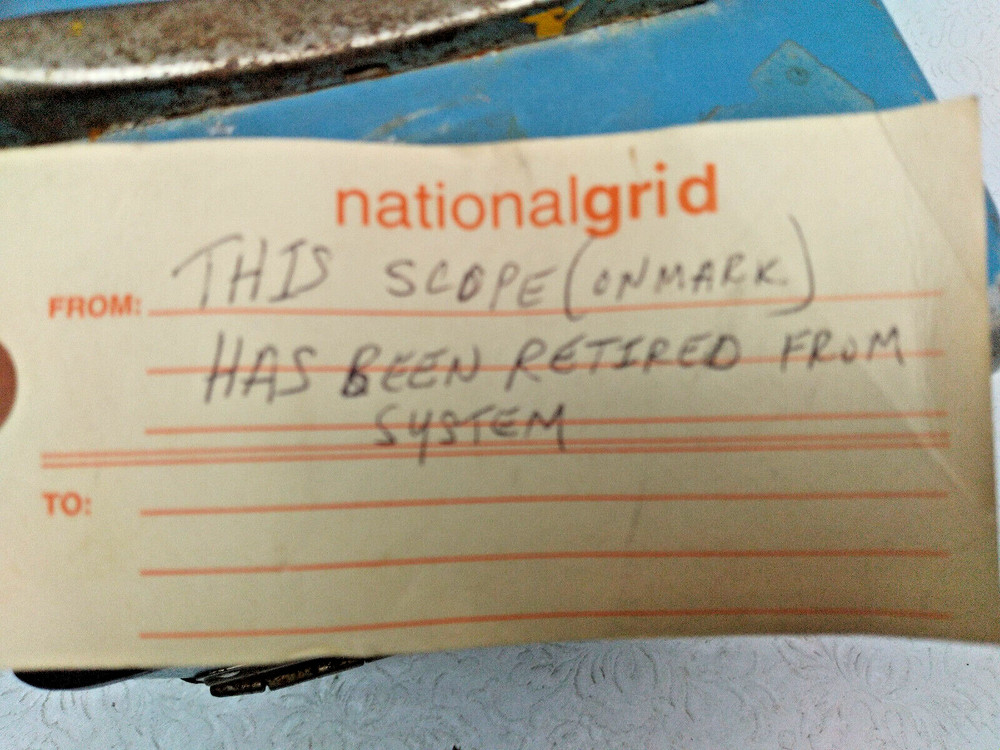 nationalgrid
FROM: THIS SCOPE (ONMARK)
HAS BEEN RETIRED FROM
SYSTEM
TO: